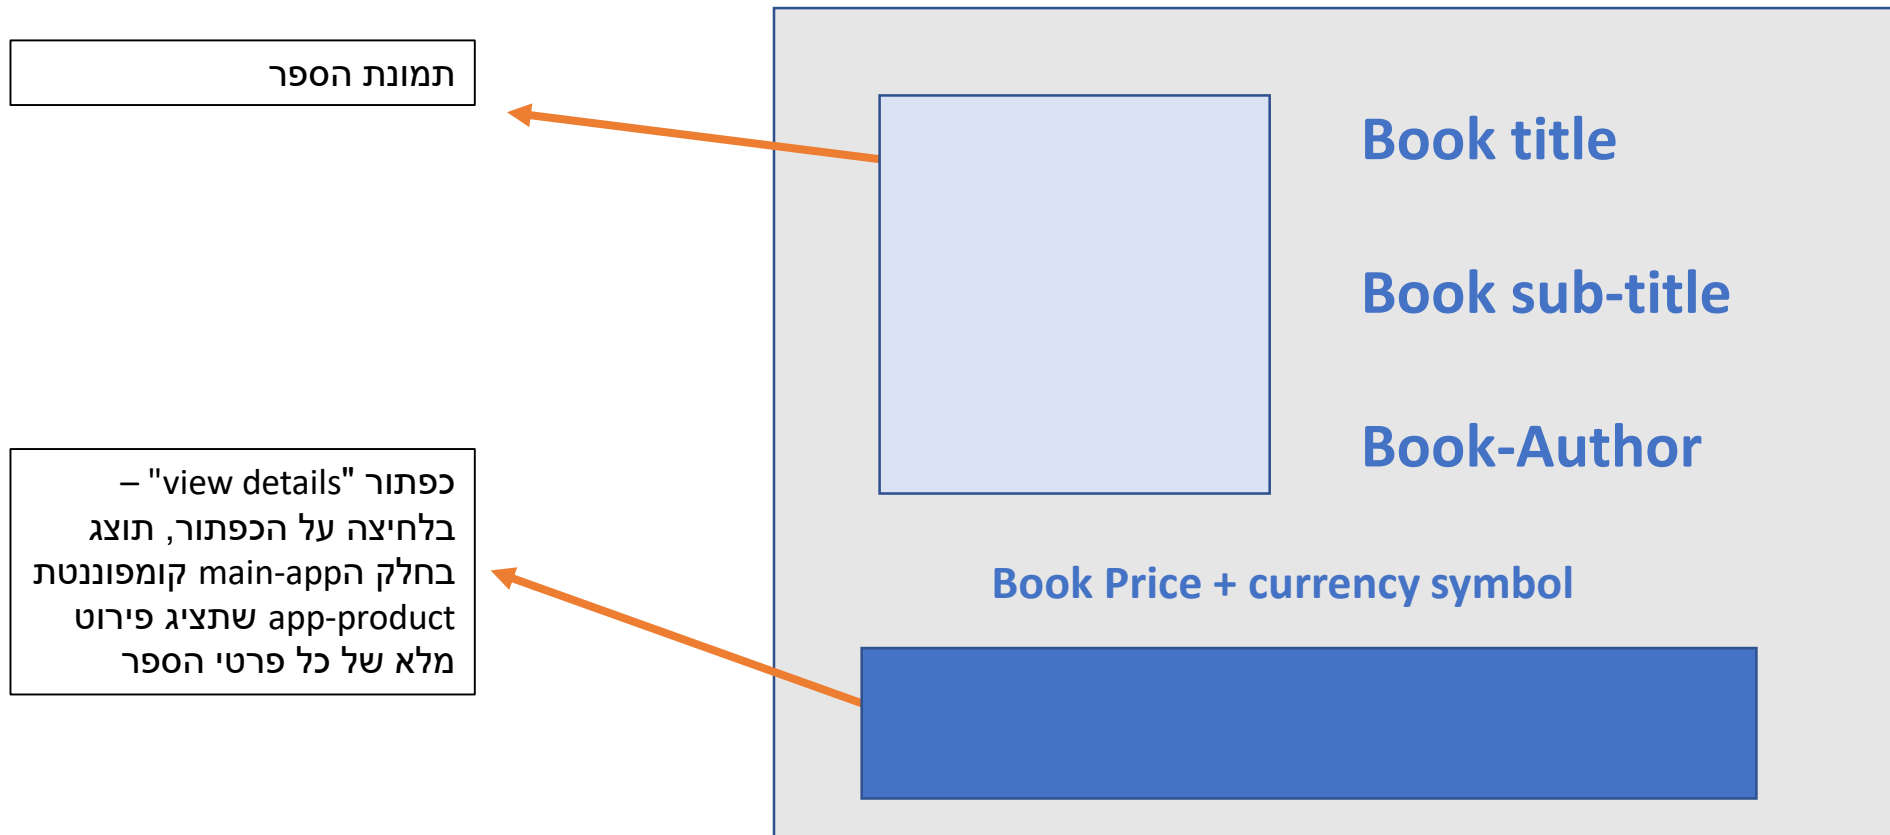 תמונת הספר
Book title
Book sub-title
Book-Author
כפתור "view details" –
בלחיצה על הכפתור, תוצג
בחלק הmain-app קומפוננטת
app-product שתציג פירוט
מלא של כל פרטי הספר
Book Price + currency symbol